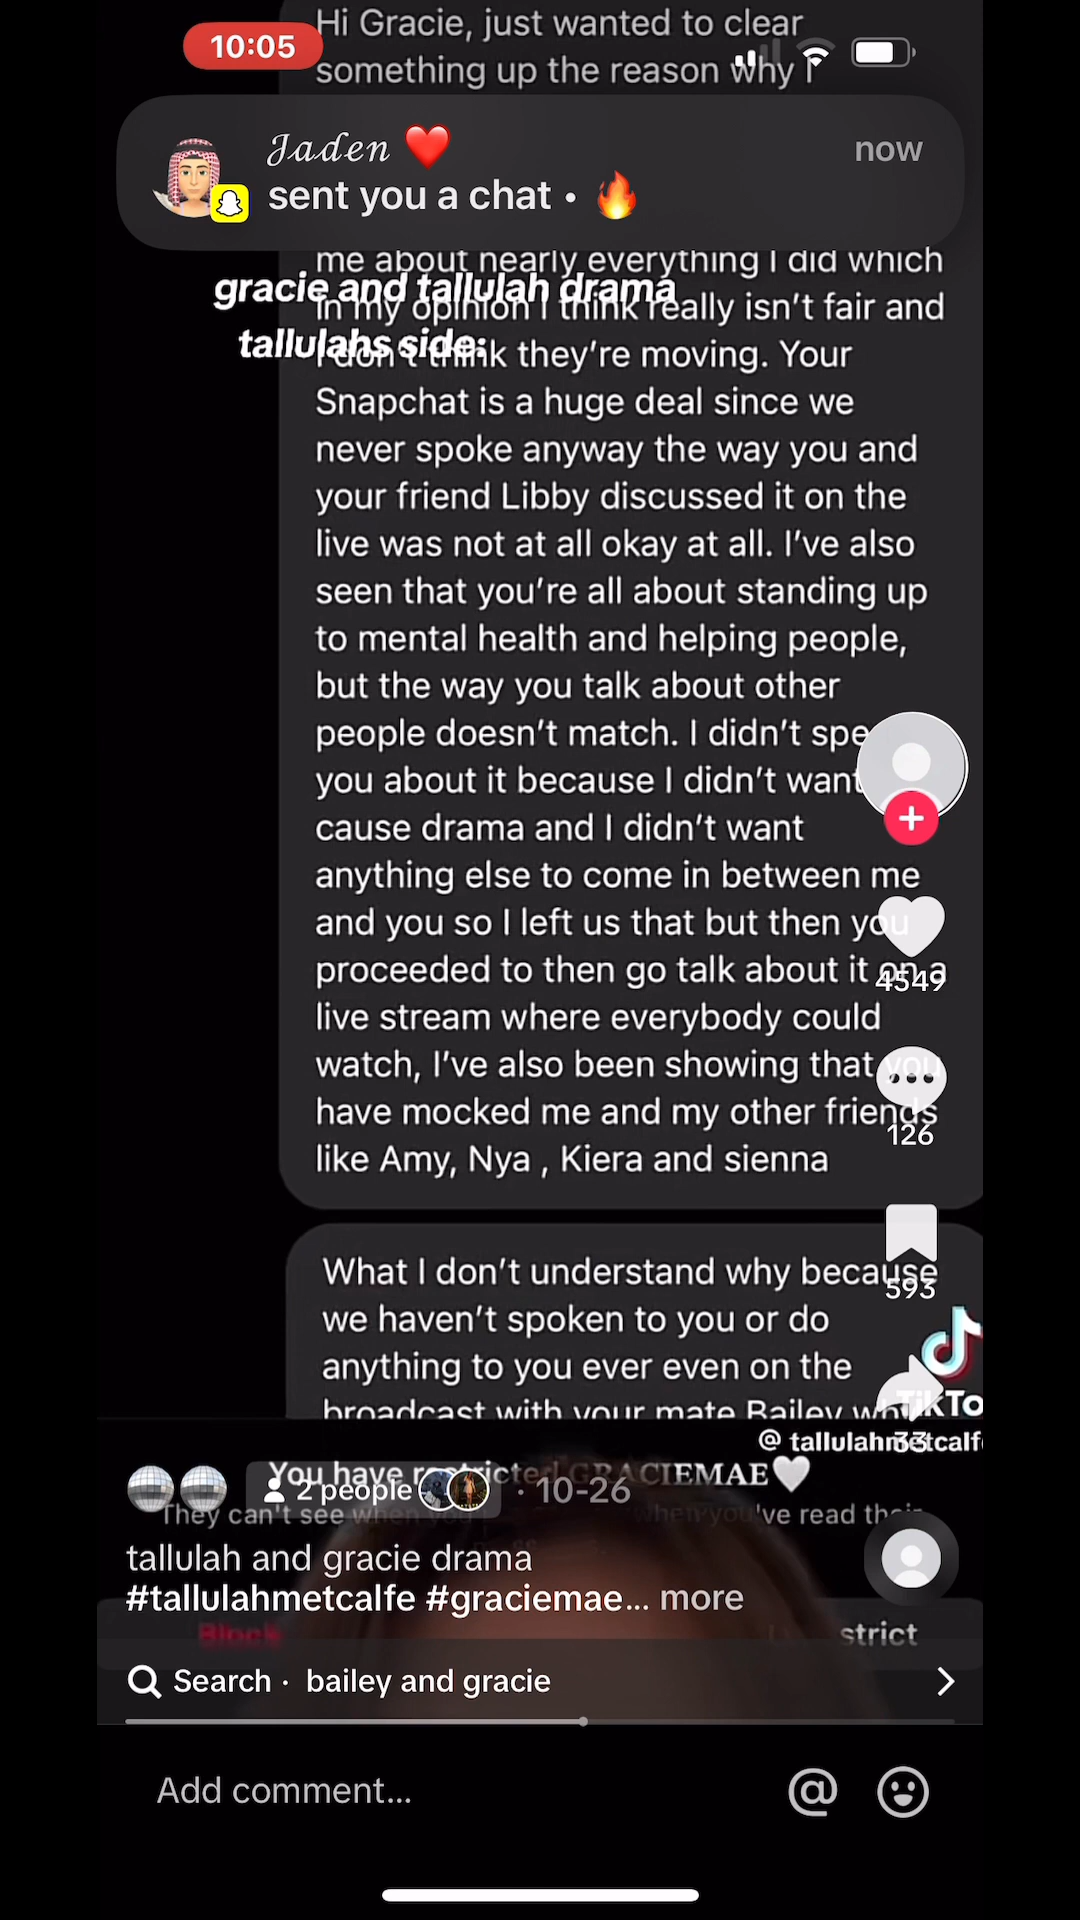 Hi Gracie, just wanted to clear
10:05
something up the reason why I
𝒥𝒶𝒹𝑒𝓃 ❤️
now
sent you a chat • 🔥
me about nearly everything I did which
gracie and tallulah drama
in my opinion I think really isn't fair and
tallulahs side:
I don't think they're moving. Your
Snapchat is a huge deal since we
never spoke anyway the way you and
your friend Libby discussed it on the
live was not at all okay at all. I've also
seen that you're all about standing up
to mental health and helping people,
but the way you talk about other
people doesn't match. I didn't spe
you about it because I didn't want
cause drama and I didn't want
anything else to come in between me
and you so I left us that but then you
proceeded to then go talk about it on a
4549
live stream where everybody could
watch, I've also been showing that you
have mocked me and my other friends
126
like Amy, Nya , Kiera and sienna
What I don't understand why because
593
we haven't spoken to you or do
anything to you ever even on the
broadcast with your mate Bailey
TikTo
@ tallulahmetcalf
33
You have restricted GRACIEMAE🤍
2 people
· 10-26
They can't see when you
when you've read their
tallulah and gracie drama
#tallulahmetcalfe #graciemae... more
Block
strict
Search · bailey and gracie
Add comment...